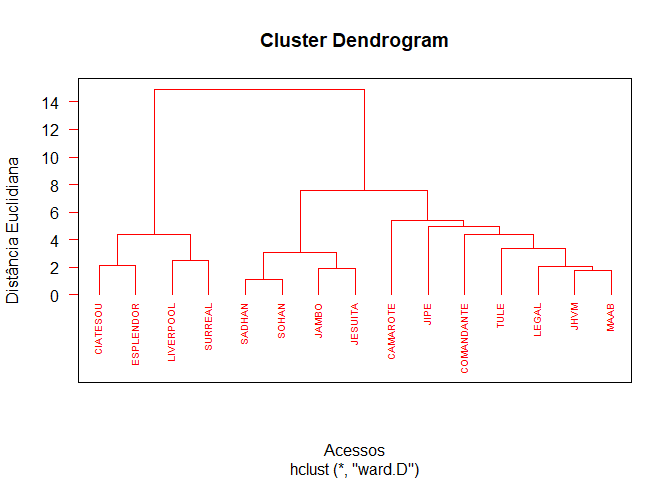 Cluster Dendrogram
Distância Euclidiana
14
12
10
8
6
4
2
0
CIATESOU
ESPLENDOR
LIVERPOOL
SURREAL
SADHAN
SOHAN
JAMBO
JESUITA
CAMAROTE
JIPE
COMANDANTE
TULE
LEGAL
JHVM
MAAB
Acessos
hclust (*, "ward.D")